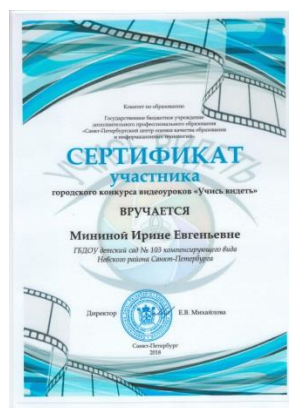 Комитет по образованию
Государственное бюджетное учреждение
дополнительного профессионального образования
«Санкт-Петербургский центр оценки качества образования
и информационных технологий»
СЕРТИФИКАТ
участника
городского конкурса видеоуроков «Учись видеть»
ВРУЧАЕТСЯ
Мининой Ирине Евгеньевне
ГБДОУ детский сад № 103 компенсирующего вида
Невского района Санкт-Петербурга
Директор Е.В. Михайлова
Санкт-Петербург
2018